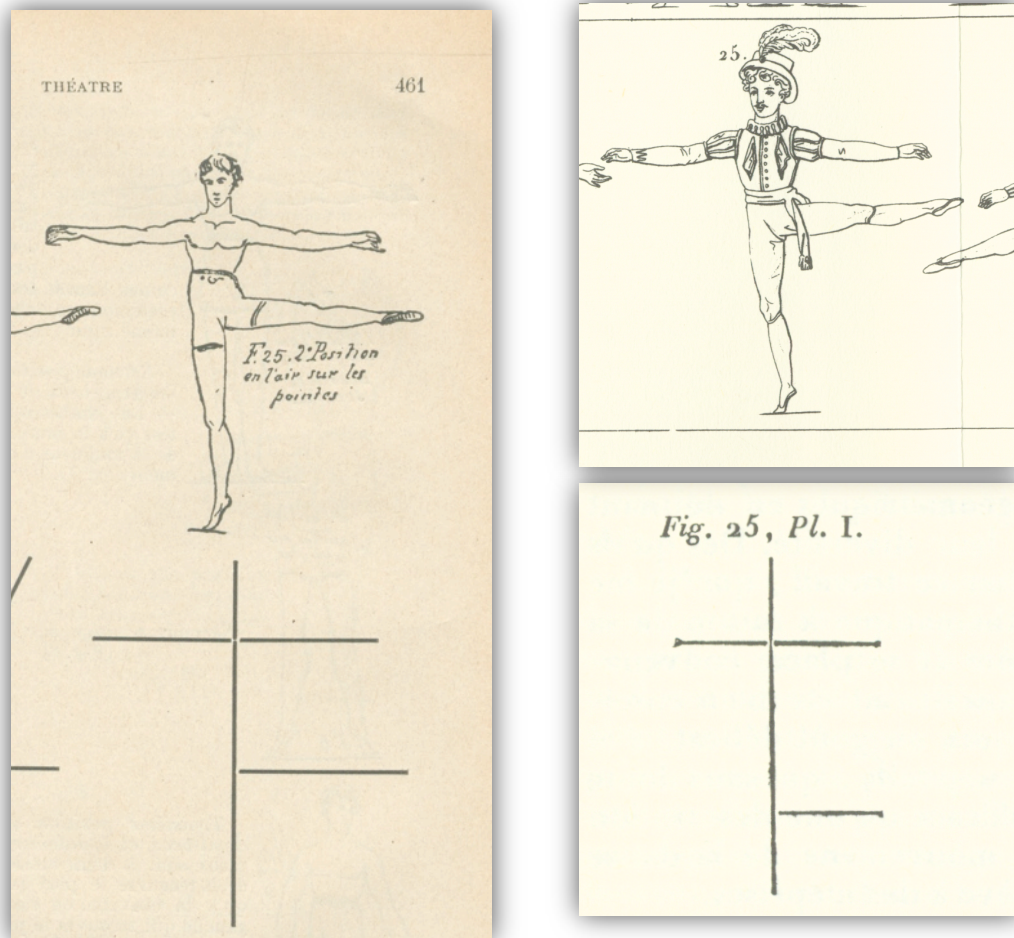 THÉATRE 461
F. 25. 2e Position
en l'air sur les
pointes
25.
Fig. 25, Pl. I.